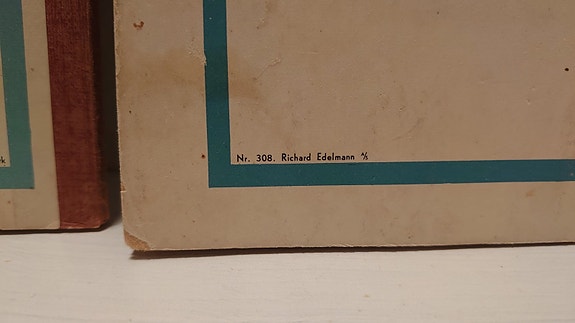 Nr. 308. Richard Edelmann A/S